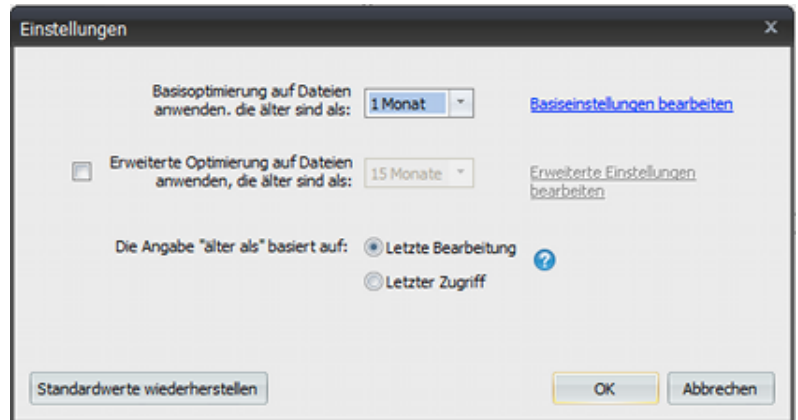 Einstellungen
x
Basisoptimierung auf Dateien
anwenden. die älter sind als:
1 Monat
Basiseinstellungen bearbeiten
Erweiterte Optimierung auf Dateien
anwenden, die älter sind als:
15 Monate
Erweiterte Einstellungen
bearbeiten
Die Angabe "älter als" basiert auf:
Letzte Bearbeitung
?
Letzter Zugriff
Standardwerte wiederherstellen
OK
Abbrechen